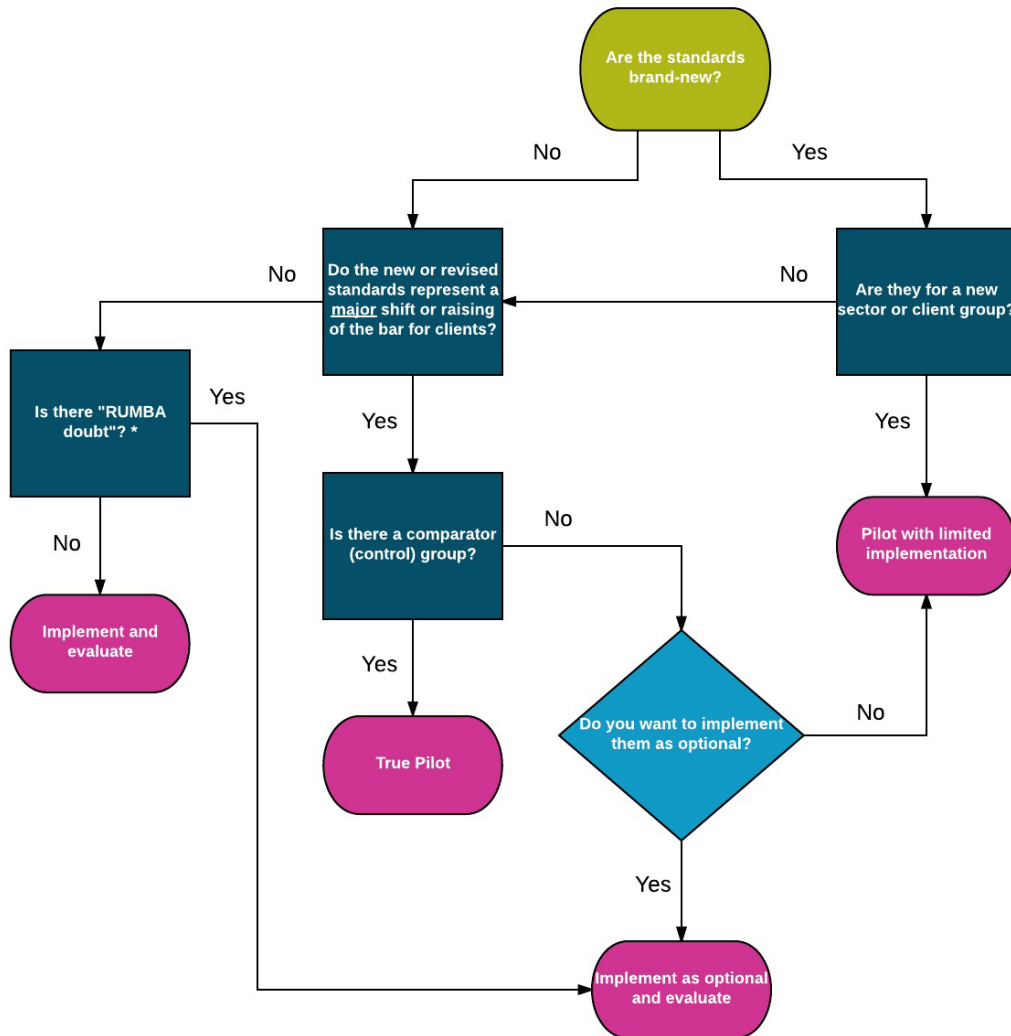 Are the standards
brand-new?
No
Yes
No
Do the new or revised
standards represent a
major shift or raising
of the bar for clients?
No
Are they for a new
sector or client group?
Is there "RUMBA
doubt"? *
Yes
Yes
Yes
No
Is there a comparator
(control) group?
No
Pilot with limited
implementation
Implement and
evaluate
Yes
Do you want to implement
them as optional?
No
True Pilot
Yes
Implement as optional
and evaluate